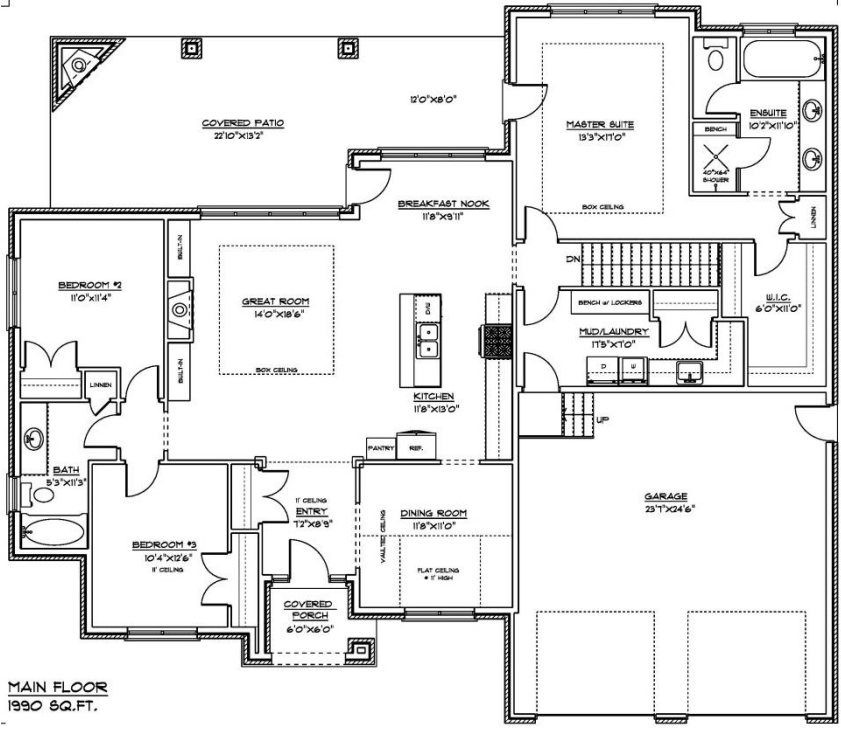 COVERED PATIO
22'10"X13'2"
12'0"X8'0"
MASTER SUITE
13'3"X17'0"
BOX CEILING
ENSUITE
10'2"X11'10"
BENCH
40"X64"
SHOWER
LINNEN
BREAKFAST NOOK
11'8"X9'11"
BUILT-IN
BEDROOM #2
11'0"X11'4"
GREAT ROOM
14'0"X18'6"
BOX CEILING
BUILT-IN
DN
BENCH w/ LOCKERS
W.I.C.
6'0"X11'0"
MUD/LAUNDRY
17'5"X7'0"
D
W
D/W
KITCHEN
11'8"X13'0"
LINNEN
PANTRY
REF.
UP
BATH
5'3"X11'3"
GARAGE
23'7"X24'6"
11' CEILING
ENTRY
7'2"X8'9"
VAULTED CEILING
DINING ROOM
11'8"X11'0"
FLAT CEILING
@ 11' HIGH
BEDROOM #3
10'4"X12'6"
11' CEILING
COVERED
PORCH
6'0"X6'0"
MAIN FLOOR
1990 SQ.FT.